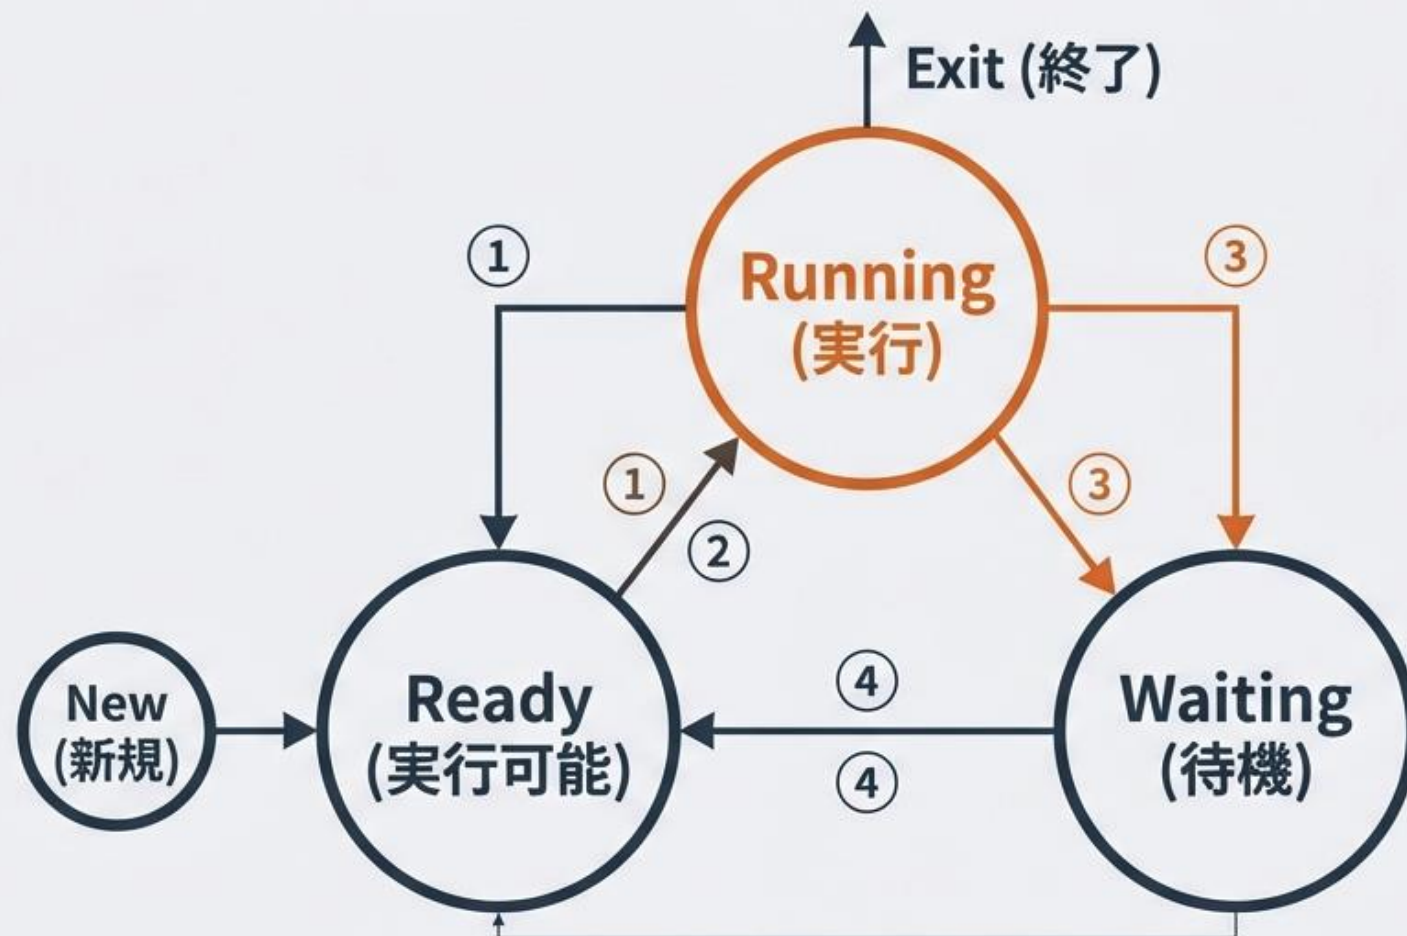 Exit (終了)
①
③
Running
(実行)
①
③
②
New
(新規)
Ready
(実行可能)
④
④
Waiting
(待機)